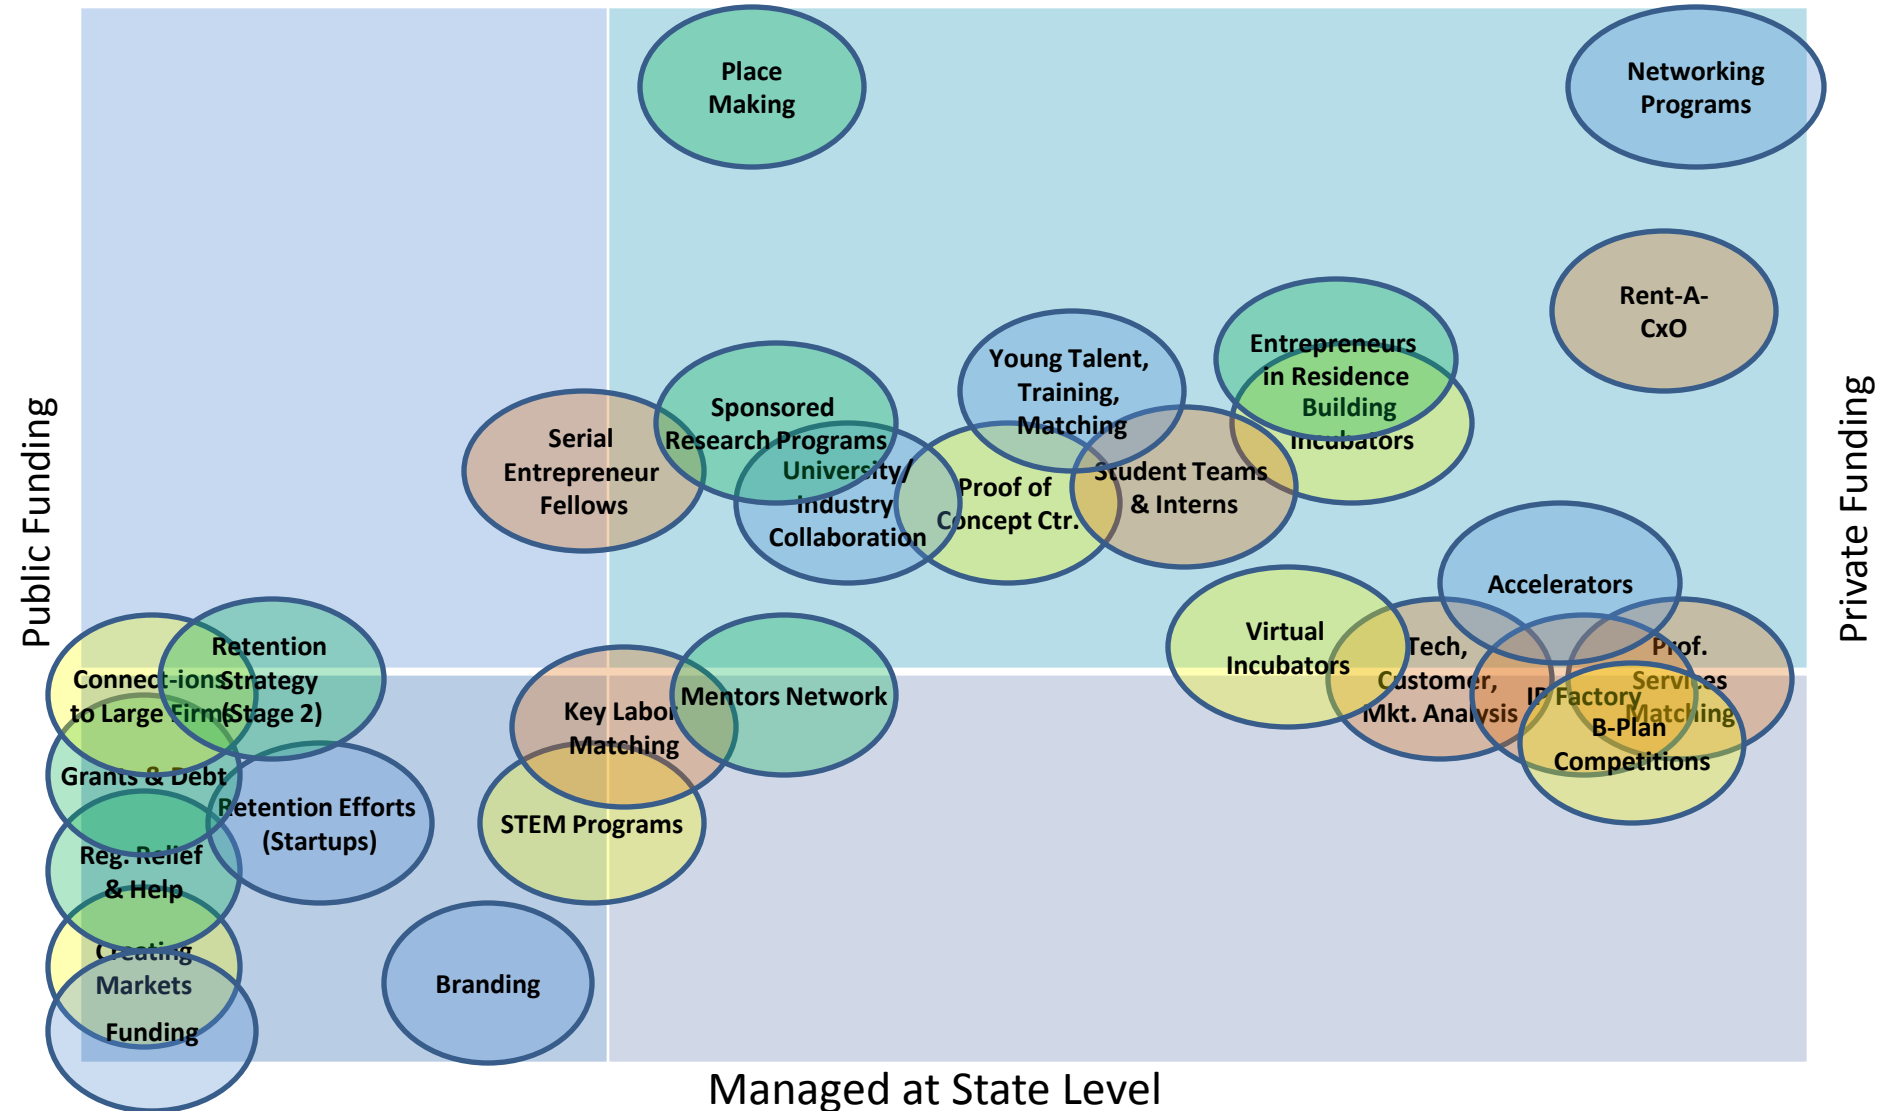 Place
Making
Networking
Programs
Rent-A-
CxO
Entrepreneurs
in Residence
Building
Incubators
Young Talent,
Training,
Matching
Sponsored
Research Programs
Serial
Entrepreneur
Fellows
University/
Industry
Collaboration
Proof of
Concept Ctr.
Student Teams
& Interns
Public Funding
Private Funding
Accelerators
Virtual
Incubators
Tech,
Customer,
Mkt. Analysis
IP Factory
Prof.
Services
Matching
B-Plan
Competitions
Connect-ions
to Large Firms
Retention
Strategy
(Stage 2)
Key Labor
Matching
Mentors Network
Grants & Debt
Retention Efforts
(Startups)
STEM Programs
Reg. Relief
& Help
Creating
Markets
Funding
Branding
Managed at State Level